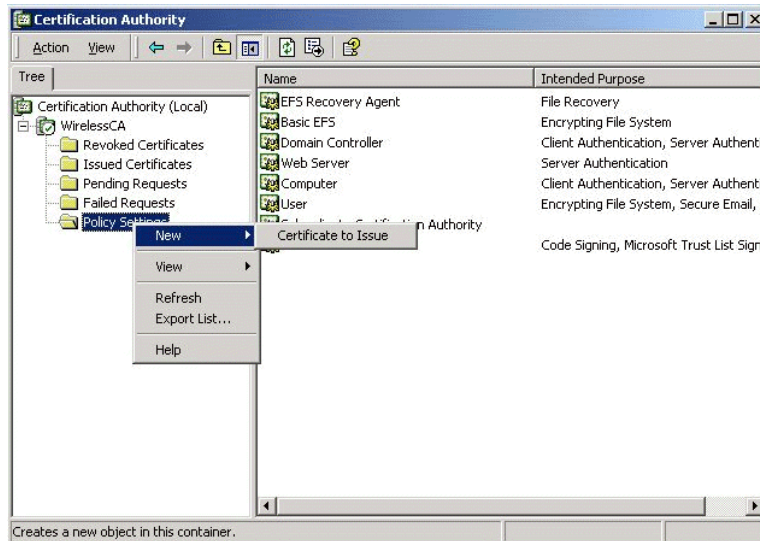 Certification Authority
Action View
Tree
Name Intended Purpose
Certification Authority (Local)
WirelessCA
Revoked Certificates
Issued Certificates
Pending Requests
Failed Requests
Policy Settings
EFS Recovery Agent File Recovery
Basic EFS Encrypting File System
Domain Controller Client Authentication, Server Authent
Web Server Server Authentication
Computer Client Authentication, Server Authent
User Encrypting File System, Secure Email,
Authority
Code Signing, Microsoft Trust List Sign
New
Certificate to Issue
View
Refresh
Export List...
Help
Creates a new object in this container.